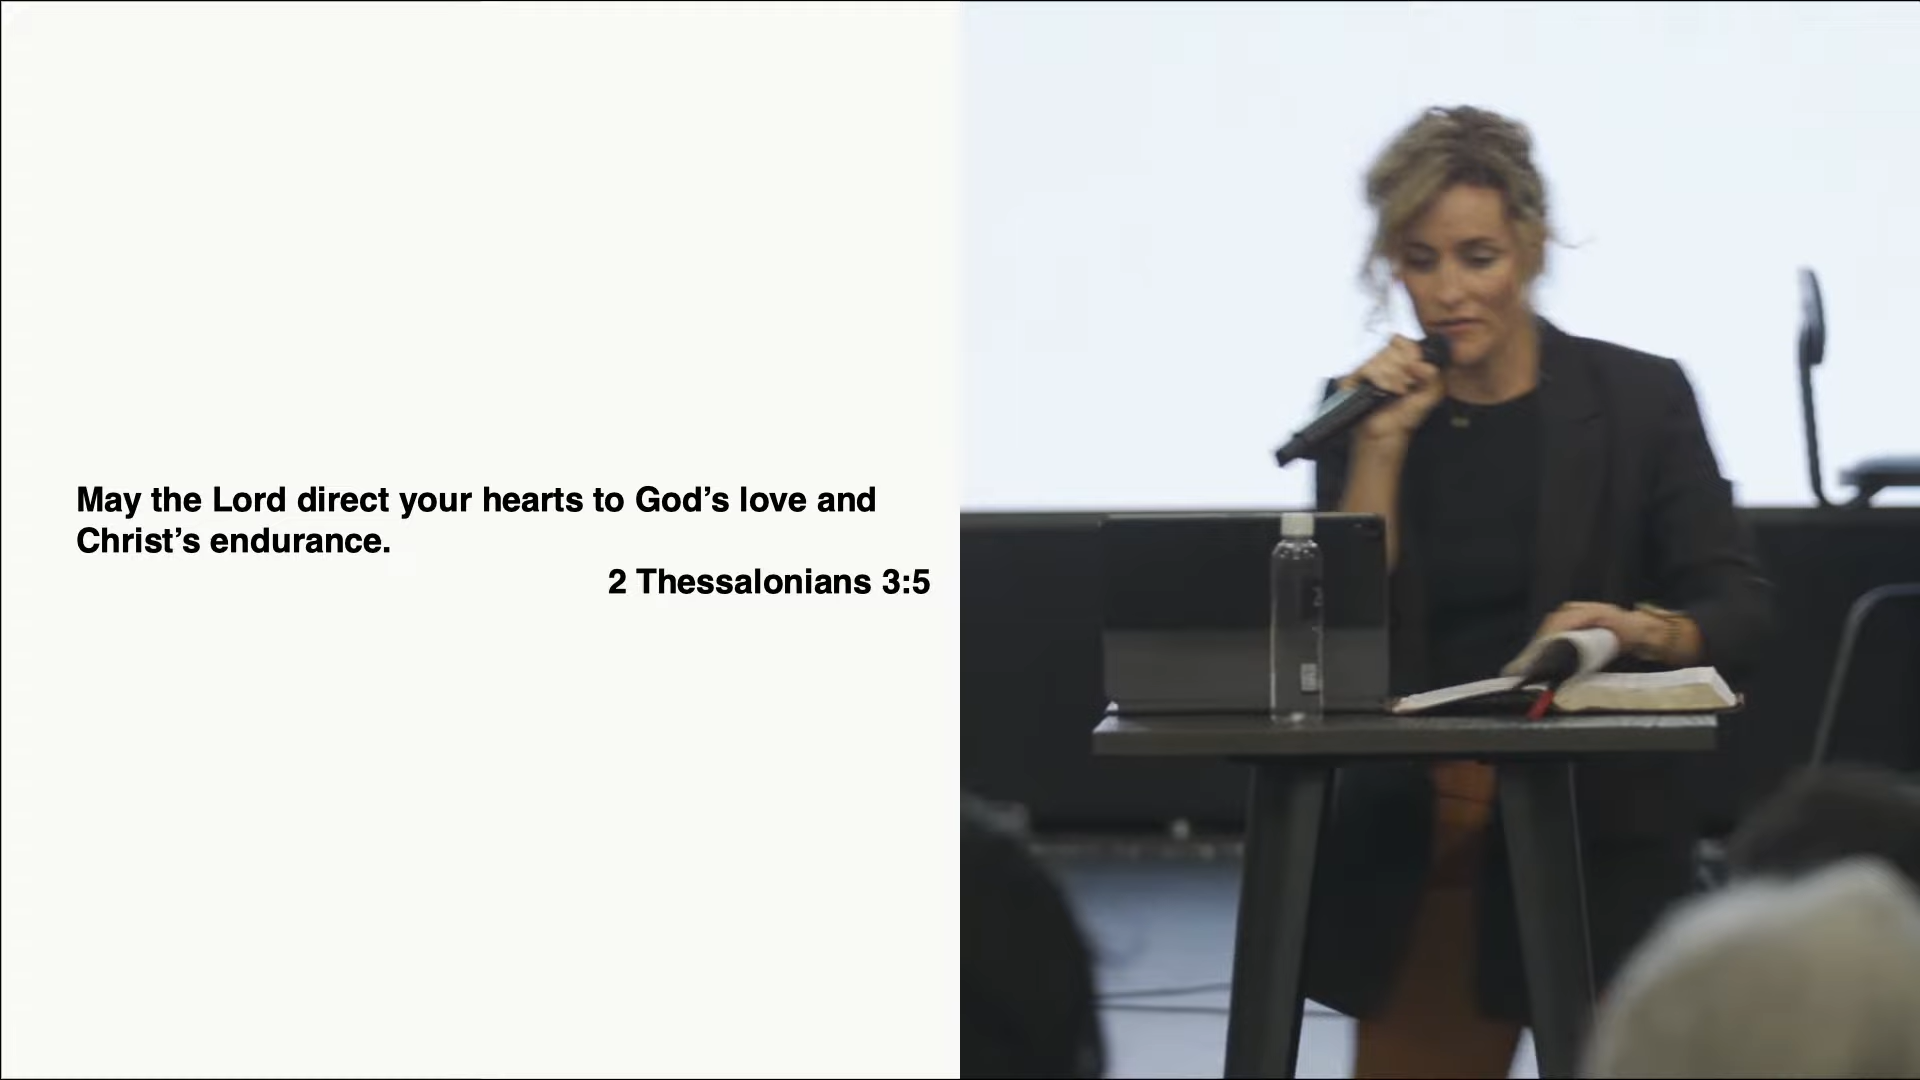 May the Lord direct your hearts to God’s love and
Christ’s endurance.
2 Thessalonians 3:5